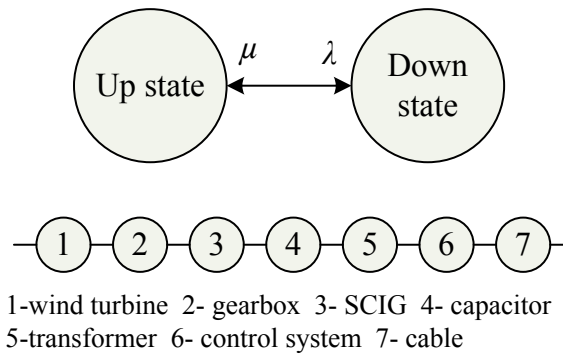 Up state
μ λ
Down
state
1 2 3 4 5 6 7
1-wind turbine 2- gearbox 3- SCIG 4- capacitor
5-transformer 6- control system 7- cable